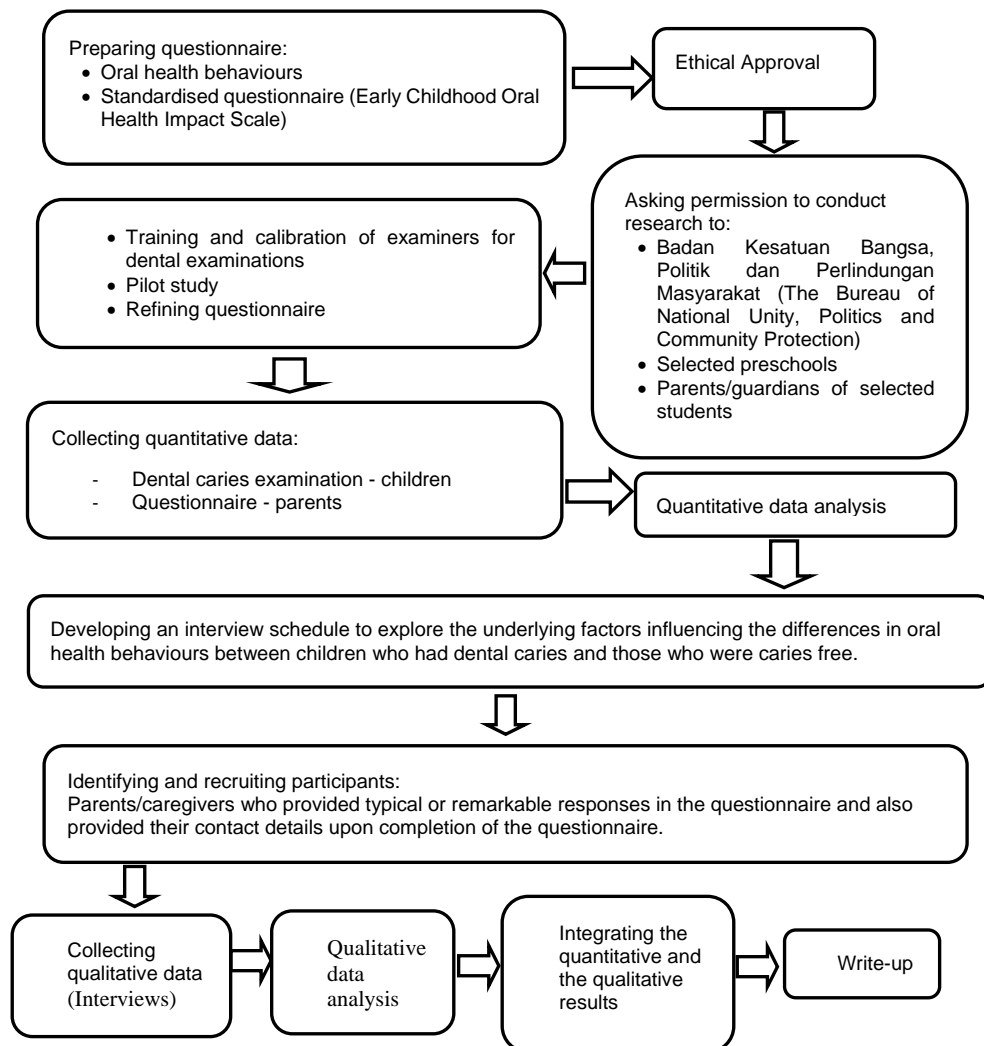 Preparing questionnaire:
• Oral health behaviours
• Standardised questionnaire (Early Childhood Oral
Health Impact Scale)
Ethical Approval
Asking permission to conduct
research to:
• Badan Kesatuan Bangsa,
Politik dan Perlindungan
Masyarakat (The Bureau of
National Unity, Politics and
Community Protection)
• Selected preschools
• Parents/guardians of selected
students
• Training and calibration of examiners for
dental examinations
• Pilot study
• Refining questionnaire
Collecting quantitative data:
- Dental caries examination - children
- Questionnaire - parents
Quantitative data analysis
Developing an interview schedule to explore the underlying factors influencing the differences in oral
health behaviours between children who had dental caries and those who were caries free.
Identifying and recruiting participants:
Parents/caregivers who provided typical or remarkable responses in the questionnaire and also
provided their contact details upon completion of the questionnaire.
Collecting
qualitative data
(Interviews)
Qualitative
data
analysis
Integrating the
quantitative and
the qualitative
results
Write-up